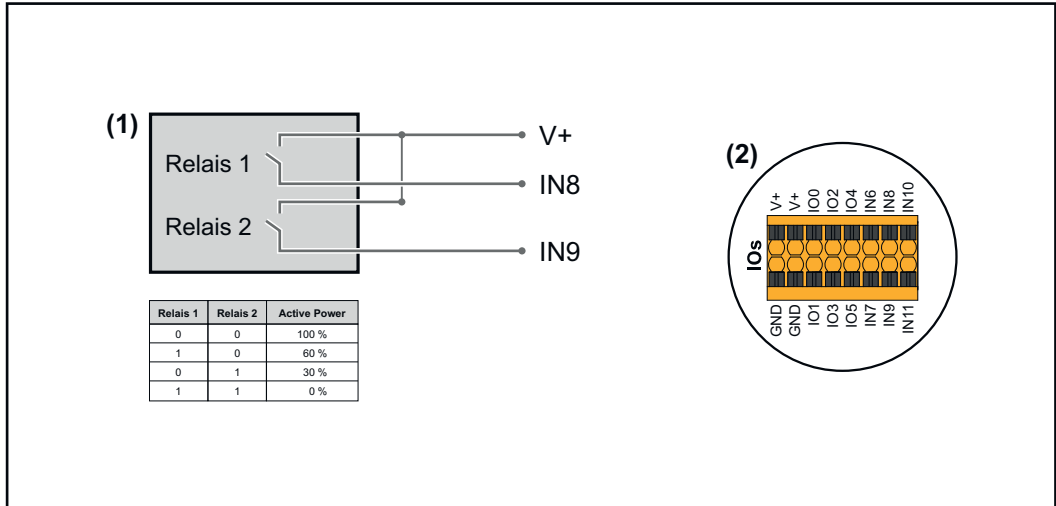 (1)
Relais 1
Relais 2
V+
IN8
IN9
Relais 1 Relais 2 Active Power
0 0 100 %
1 0 60 %
0 1 30 %
1 1 0 %
(2)
V+ V+ IO0 IO2 IO4 IN6 IN8 IN10
IOs
GND GND IO1 IO3 IO5 IN7 IN9 IN11